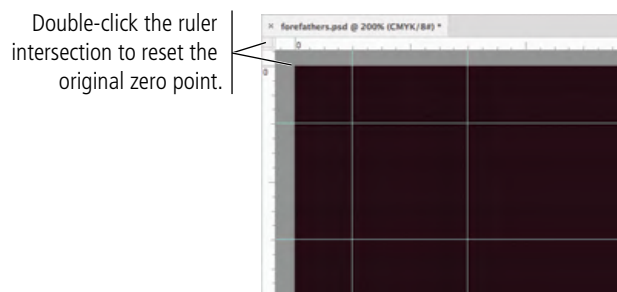 Double-click the ruler
intersection to reset the
original zero point.
× forefathers.psd @ 200% (CMYK/8#) *
0
0